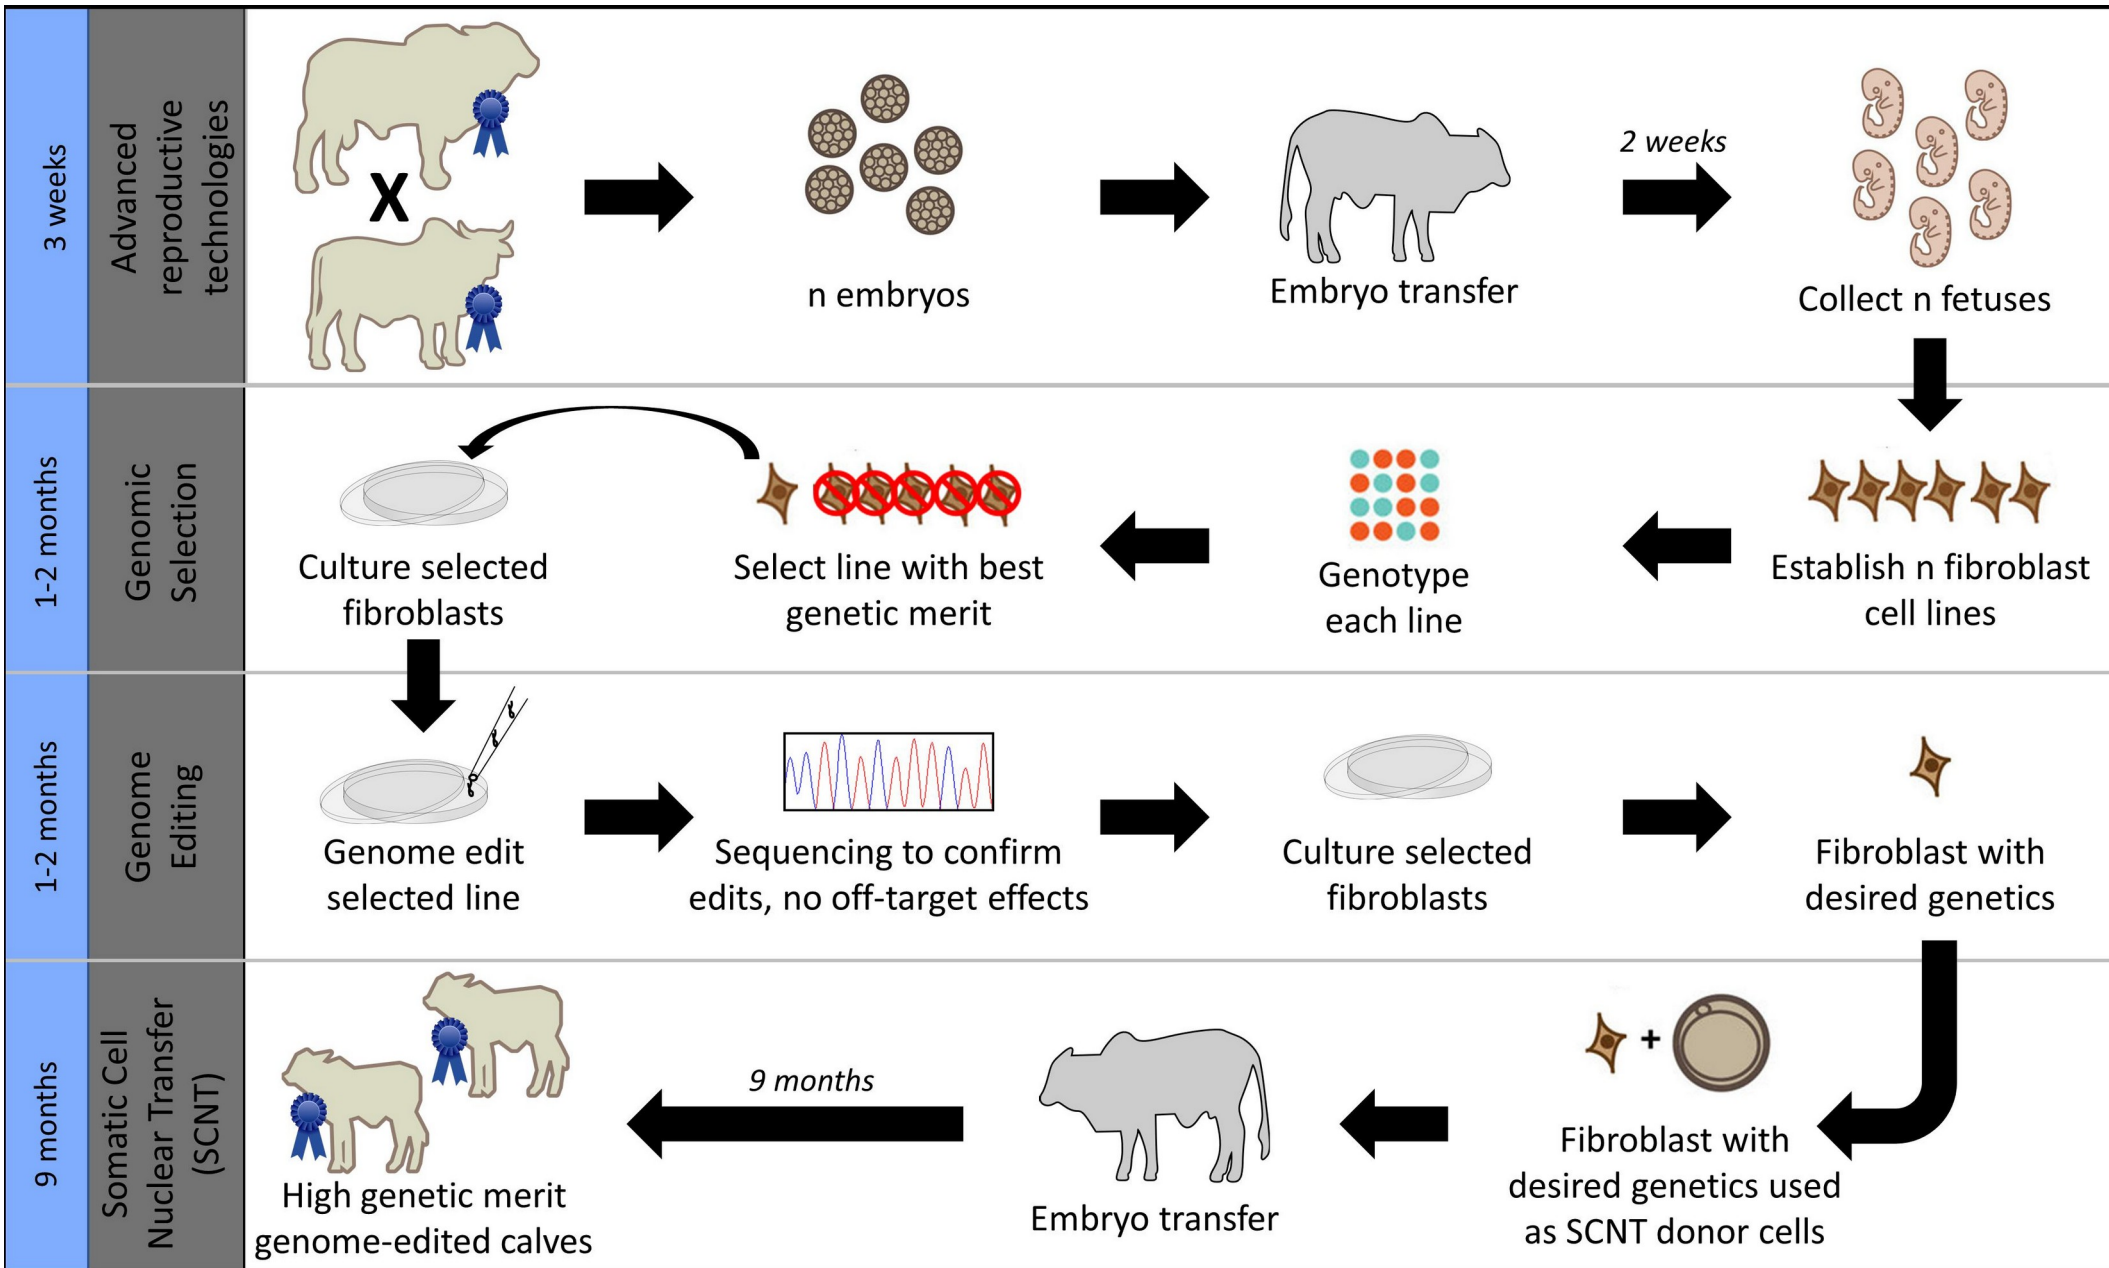 3 weeks
Advanced
reproductive
technologies
X
n embryos
Embryo transfer
2 weeks
Collect n fetuses
1-2 months
Genomic
Selection
Culture selected
fibroblasts
Select line with best
genetic merit
Genotype
each line
Establish n fibroblast
cell lines
1-2 months
Genome
Editing
Genome edit
selected line
Sequencing to confirm
edits, no off-target effects
Culture selected
fibroblasts
Fibroblast with
desired genetics
9 months
Somatic Cell
Nuclear Transfer
(SCNT)
High genetic merit
genome-edited calves
9 months
Embryo transfer
+
Fibroblast with
desired genetics used
as SCNT donor cells